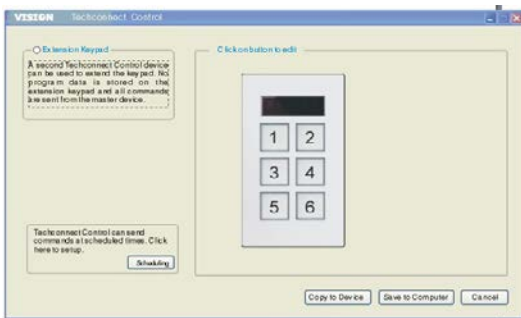 VISION Techconnect Control
Extension Keypad
A second Techconnect Control device
can be used to extend the keypad. No
program data is stored on the
extension keypad and all commands
are sent from the master device.
Click on button to edit
1 2
3 4
5 6
Techconnect Control can send
commands at scheduled times. Click
here to setup.
Scheduling
Copy to Device Save to Computer Cancel